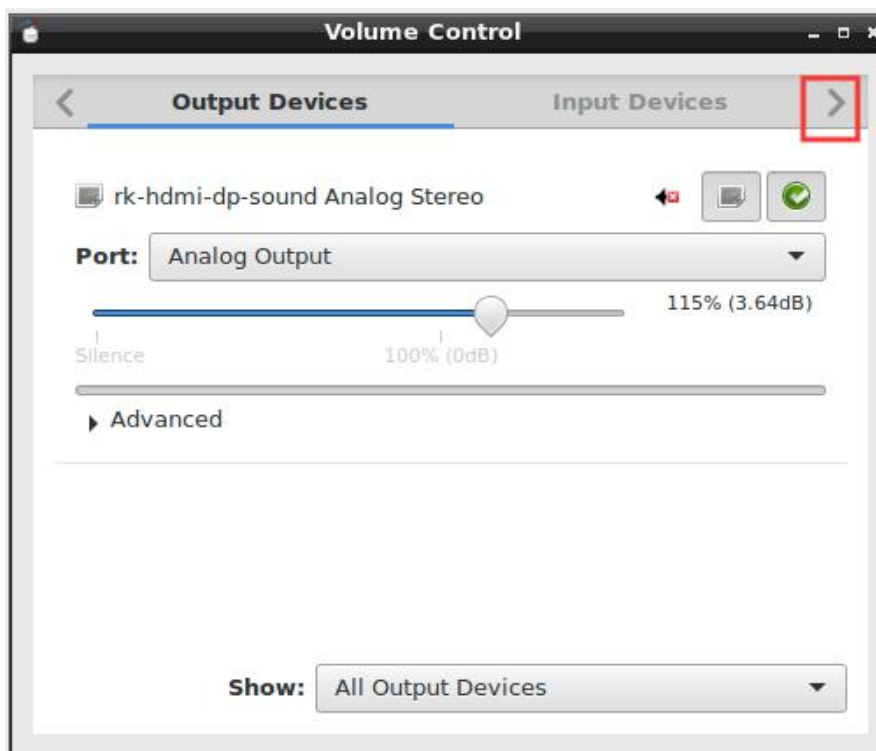 Volume Control
Output Devices Input Devices
rk-hdmi-dp-sound Analog Stereo
Port: Analog Output
115% (3.64dB)
Silence 100% (0dB)
Advanced
Show: All Output Devices